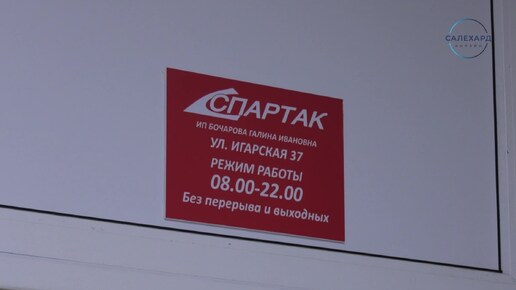 САЛЕХАРД
СПАРТАК
ИП БОЧАРОВА ГАЛИНА ИВАНОВНА
УЛ. ИГАРСКАЯ 37
РЕЖИМ РАБОТЫ
08.00-22.00
Без перерыва и выходных